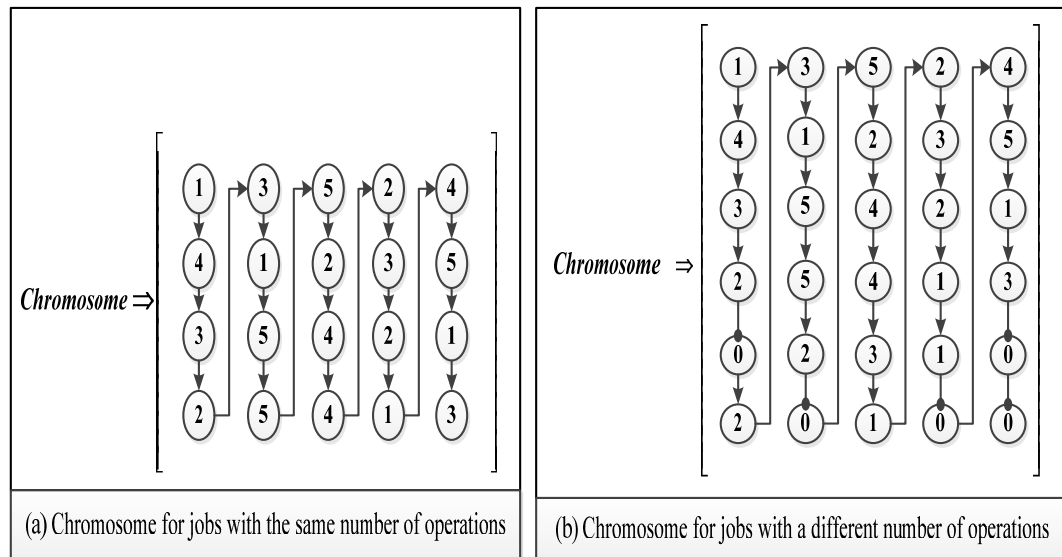 1 3 5 2 4
4 1 2 3 5
3 5 4 2 1
2 5 4 1 3
Chromosome ⇒
(a) Chromosome for jobs with the same number of operations
1 3 5 2 4
4 1 2 3 5
3 5 4 2 1
2 5 4 1 3
0 2 3 1 0
2 0 1 0 0
Chromosome ⇒
(b) Chromosome for jobs with a different number of operations